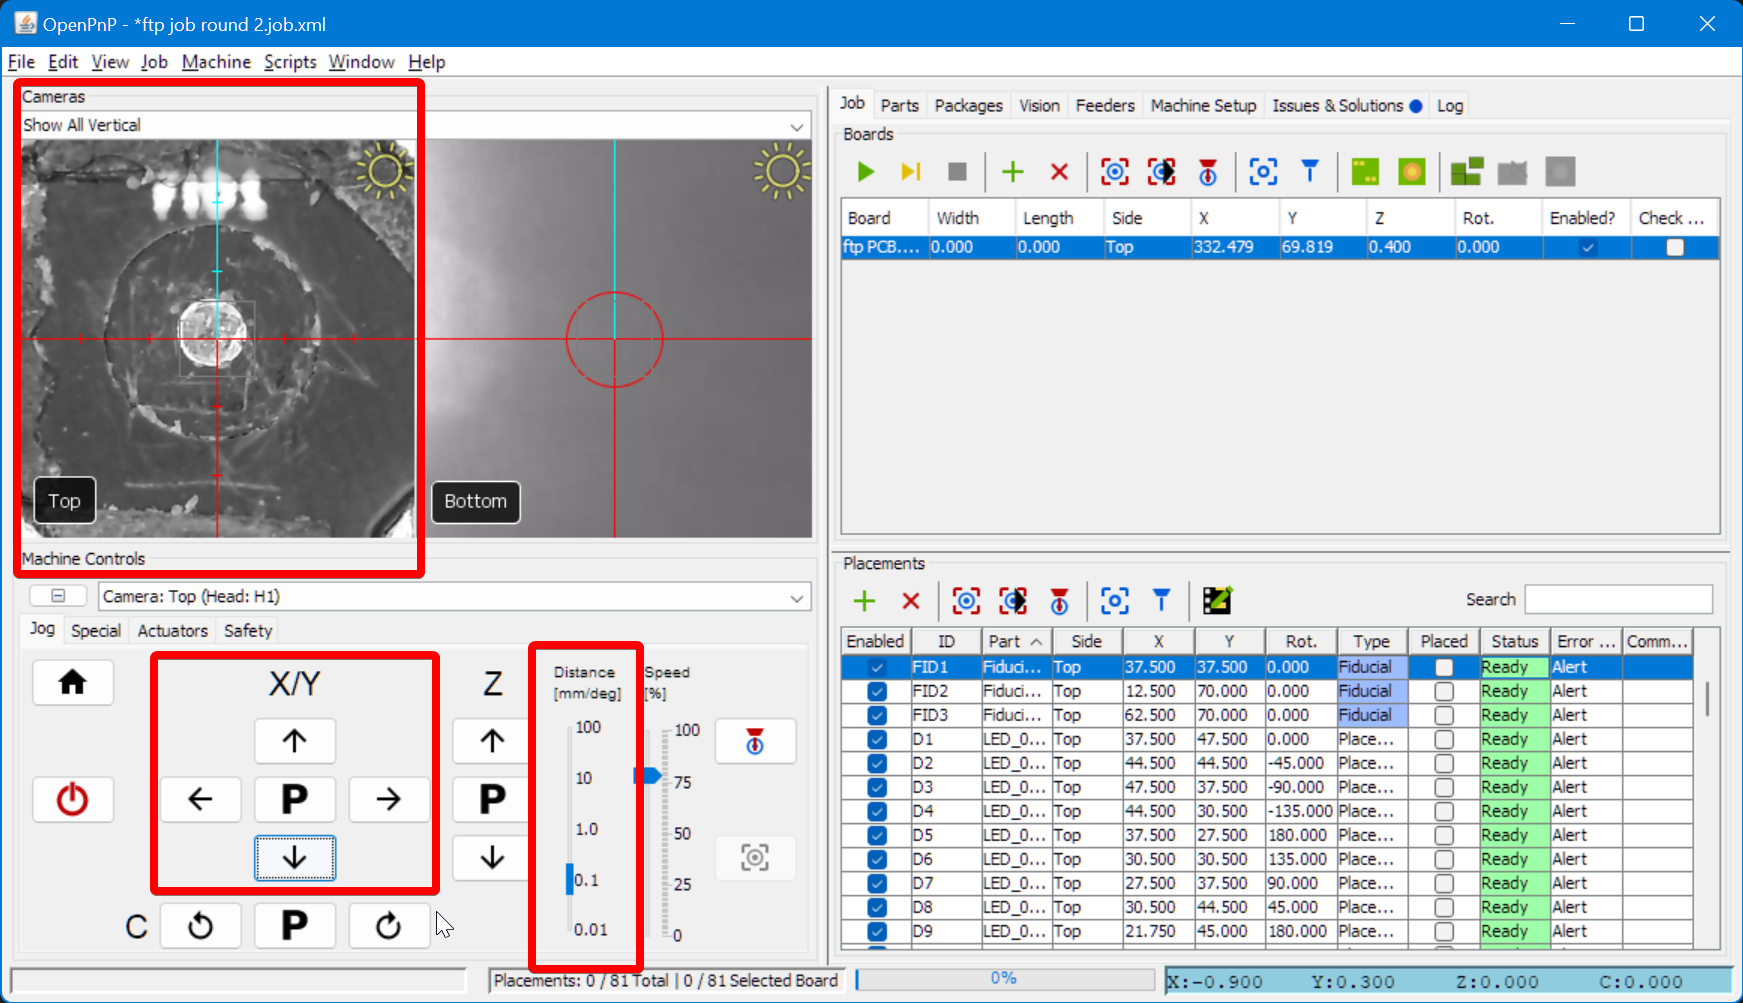 OpenPnP - *ftp job round 2.job.xml
File Edit View Job Machine Scripts Window Help
Cameras
Show All Vertical
Top
Bottom
Machine Controls
Camera: Top (Head: H1)
Jog Special Actuators Safety
X/Y
Z
Distance
[mm/deg]
Speed
[%]
100
10
1.0
0.1
0.01
100
75
50
25
0
P
P
C
P
Job Parts Packages Vision Feeders Machine Setup Issues & Solutions Log
Boards
Board Width Length Side X Y Z Rot. Enabled? Check ...
ftp PCB.... 0.000 0.000 Top 332.479 69.819 0.400 0.000
Placements
Search
Enabled ID Part Side X Y Rot. Type Placed Status Error ... Comm...
FID1 Fiduci... Top 37.500 37.500 0.000 Fiducial Ready Alert
FID2 Fiduci... Top 12.500 70.000 0.000 Fiducial Ready Alert
FID3 Fiduci... Top 62.500 70.000 0.000 Fiducial Ready Alert
D1 LED_0... Top 37.500 47.500 0.000 Place... Ready Alert
D2 LED_0... Top 44.500 44.500 -45.000 Place... Ready Alert
D3 LED_0... Top 47.500 37.500 -90.000 Place... Ready Alert
D4 LED_0... Top 44.500 30.500 -135.000 Place... Ready Alert
D5 LED_0... Top 37.500 27.500 180.000 Place... Ready Alert
D6 LED_0... Top 30.500 30.500 135.000 Place... Ready Alert
D7 LED_0... Top 27.500 37.500 90.000 Place... Ready Alert
D8 LED_0... Top 30.500 44.500 45.000 Place... Ready Alert
D9 LED_0... Top 21.750 45.000 180.000 Place... Ready Alert
Placements: 0 / 81 Total | 0 / 81 Selected Board
0%
X:-0.900 Y:0.300 Z:0.000 C:0.000